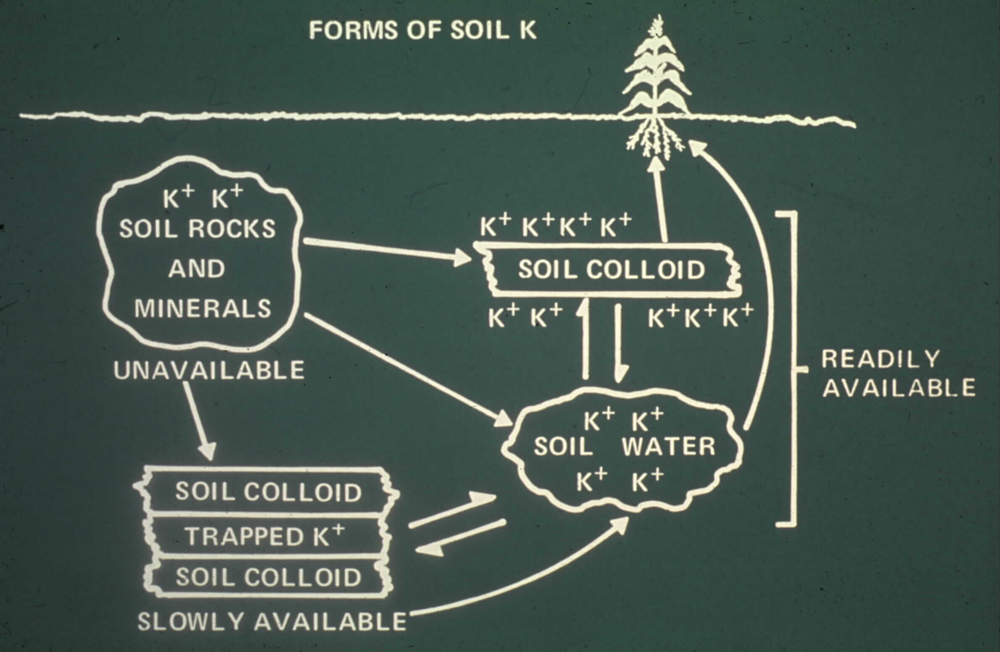 FORMS OF SOIL K
K+ K+
SOIL ROCKS
AND
MINERALS
UNAVAILABLE
K+ K+ K+ K+
SOIL COLLOID
K+ K+ K+ K+ K+
READILY
AVAILABLE
K+ K+
SOIL WATER
K+ K+
SOIL COLLOID
TRAPPED K+
SOIL COLLOID
SLOWLY AVAILABLE